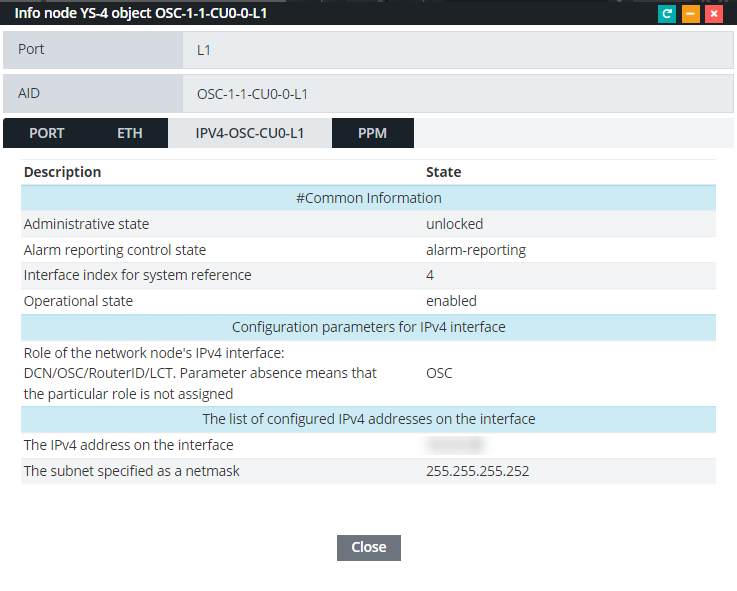 Info node YS-4 object OSC-1-1-CU0-0-L1
Port L1
AID OSC-1-1-CU0-0-L1
PORT ETH IPV4-OSC-CU0-L1 PPM
Description State
#Common Information
Administrative state unlocked
Alarm reporting control state alarm-reporting
Interface index for system reference 4
Operational state enabled
Configuration parameters for IPv4 interface
Role of the network node's IPv4 interface:
DCN/OSC/RouterID/LCT. Parameter absence means that OSC
the particular role is not assigned
The list of configured IPv4 addresses on the interface
The IPv4 address on the interface
The subnet specified as a netmask 255.255.255.252
Close